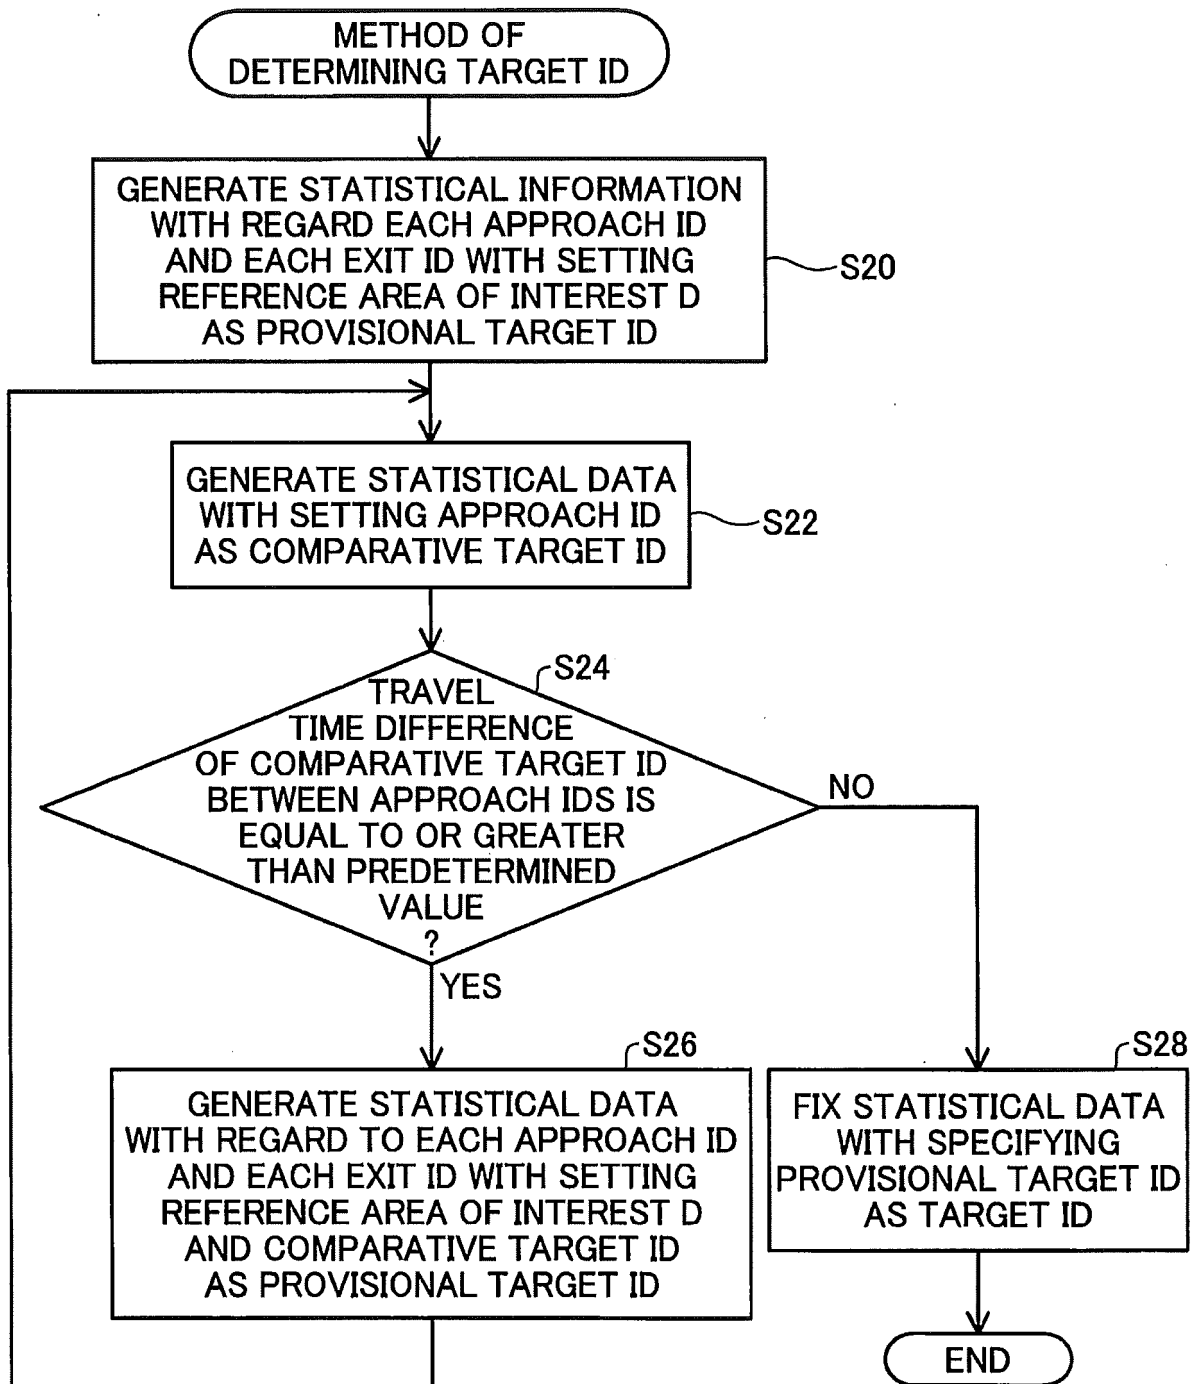 METHOD OF
DETERMINING TARGET ID
GENERATE STATISTICAL INFORMATION
WITH REGARD EACH APPROACH ID
AND EACH EXIT ID WITH SETTING
REFERENCE AREA OF INTEREST D
AS PROVISIONAL TARGET ID
S20
GENERATE STATISTICAL DATA
WITH SETTING APPROACH ID
AS COMPARATIVE TARGET ID
S22
S24
TRAVEL
TIME DIFFERENCE
OF COMPARATIVE TARGET ID
BETWEEN APPROACH IDS IS
EQUAL TO OR GREATER
THAN PREDETERMINED
VALUE
?
NO
YES
S26
GENERATE STATISTICAL DATA
WITH REGARD TO EACH APPROACH ID
AND EACH EXIT ID WITH SETTING
REFERENCE AREA OF INTEREST D
AND COMPARATIVE TARGET ID
AS PROVISIONAL TARGET ID
S28
FIX STATISTICAL DATA
WITH SPECIFYING
PROVISIONAL TARGET ID
AS TARGET ID
END